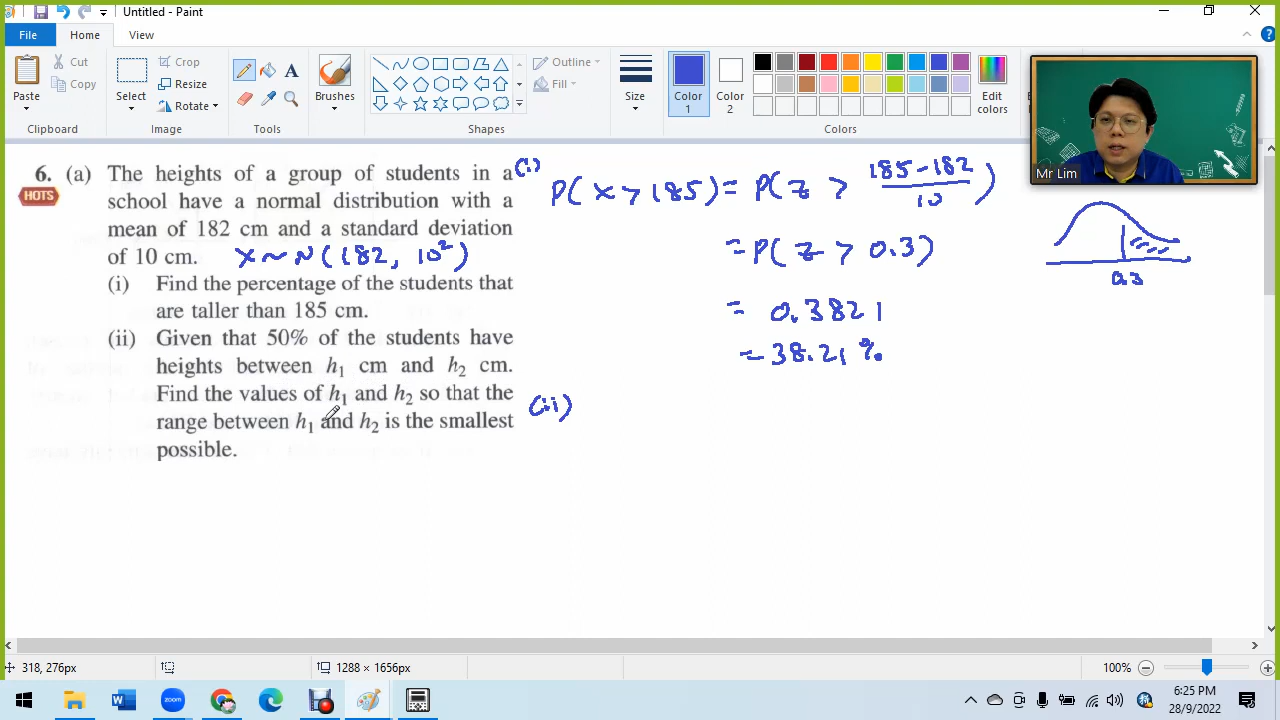 Untitled - Paint
File
Home
View
Paste
Cut
Copy
Clipboard
Select
Crop
Resize
Rotate
Image
A
Tools
Brushes
Outline
Fill
Shapes
Size
Color 1
Color 2
Edit colors
Colors
Mr Lim
6. (a) The heights of a group of students in a
HOTS
school have a normal distribution with a
mean of 182 cm and a standard deviation
of 10 cm. X ~ N(182, 10²)
(i) Find the percentage of the students that
are taller than 185 cm.
(ii) Given that 50% of the students have
heights between h₁ cm and h₂ cm.
Find the values of h₁ and h₂ so that the
range between h₁ and h₂ is the smallest
possible.
(i) P(X > 185) = P(Z > 185-182/10)
= P(Z > 0.3)
= 0.3821
= 38.21 %
0.3
(ii)
318, 276px
1288 × 1656px
100%
zoom
6:25 PM
28/9/2022